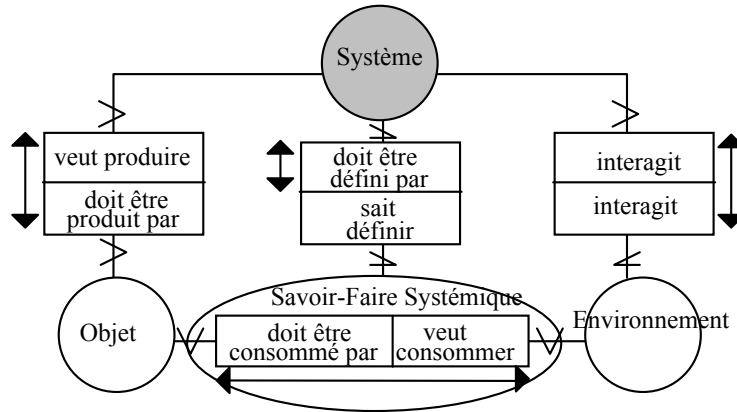 Système
veut produire
doit être
produit par
doit être
défini par
sait
définir
interagit
interagit
Savoir-Faire Systémique
Objet
doit être
consommé par
veut
consommer
Environnement